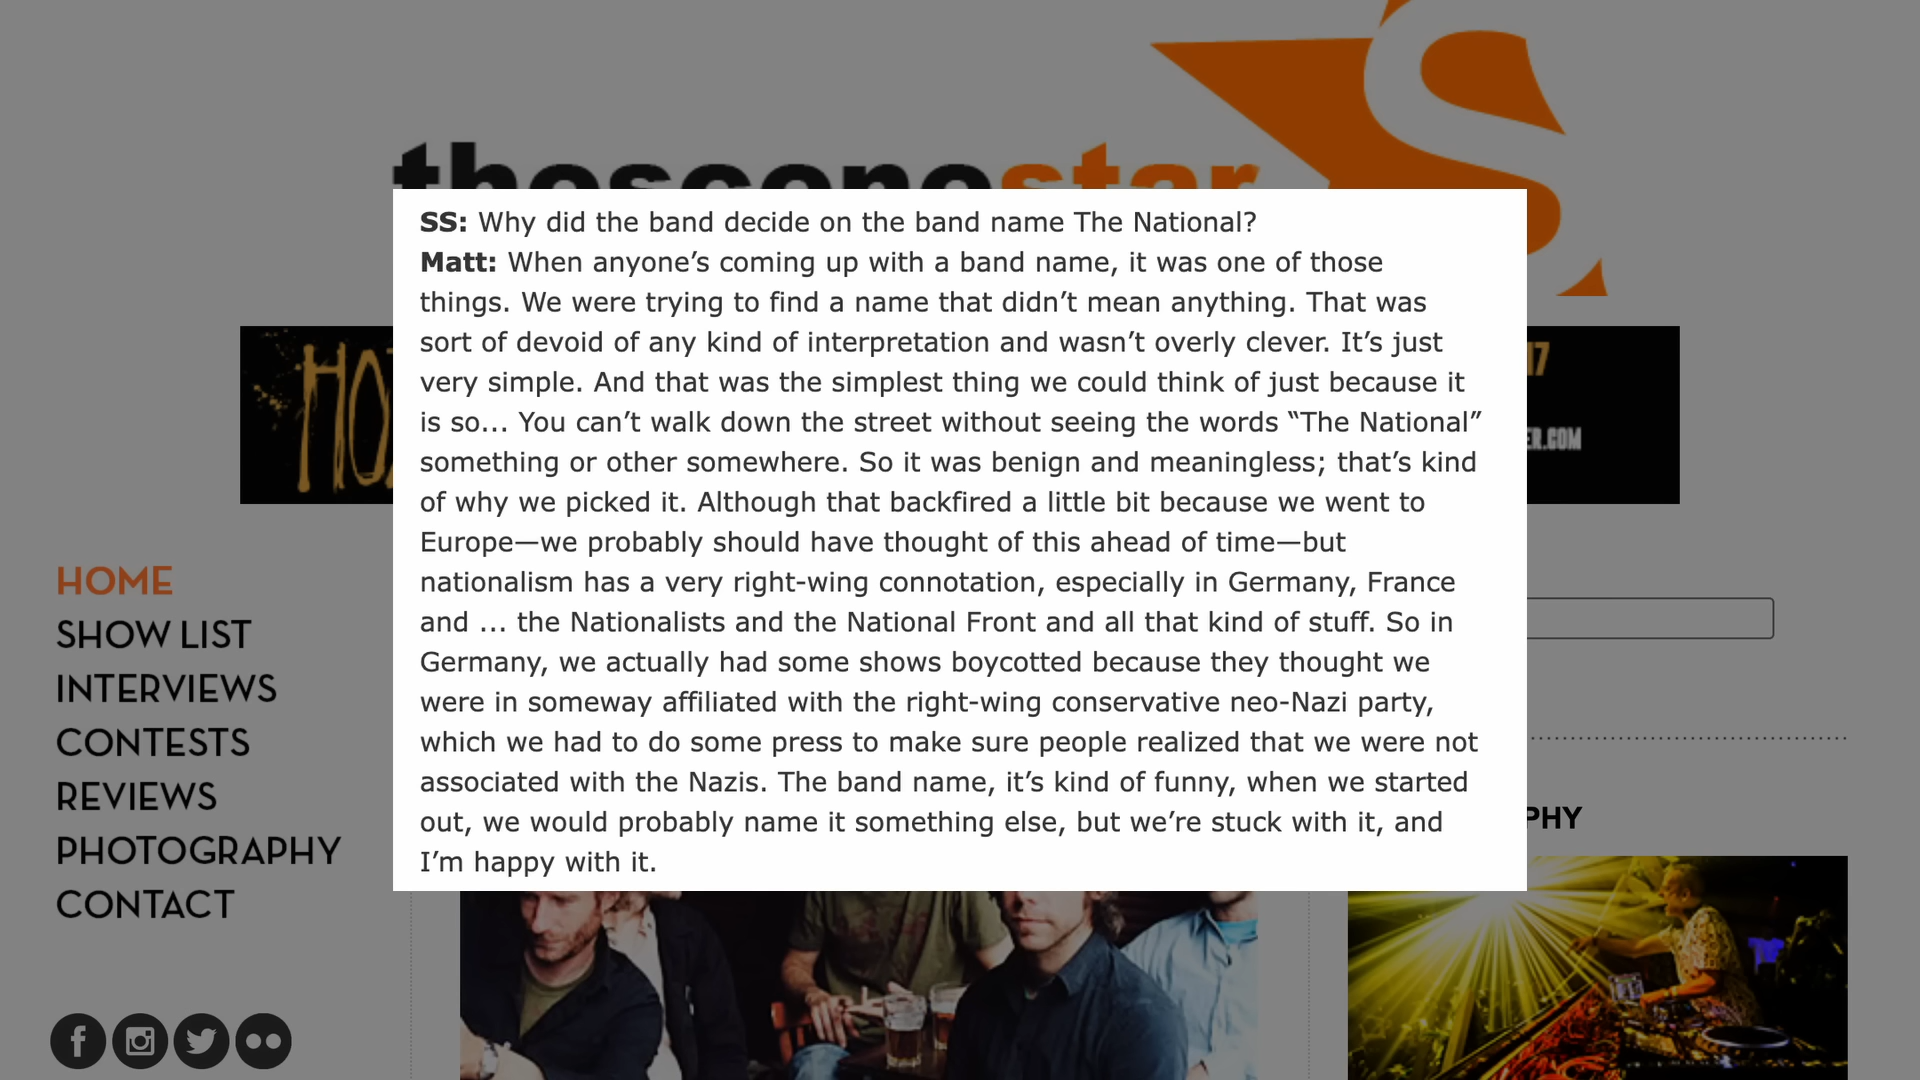 thescenestar
S
SS: Why did the band decide on the band name The National?
Matt: When anyone’s coming up with a band name, it was one of those
things. We were trying to find a name that didn’t mean anything. That was
sort of devoid of any kind of interpretation and wasn’t overly clever. It’s just
very simple. And that was the simplest thing we could think of just because it
is so... You can’t walk down the street without seeing the words “The National”
something or other somewhere. So it was benign and meaningless; that’s kind
of why we picked it. Although that backfired a little bit because we went to
Europe—we probably should have thought of this ahead of time—but
nationalism has a very right-wing connotation, especially in Germany, France
and ... the Nationalists and the National Front and all that kind of stuff. So in
Germany, we actually had some shows boycotted because they thought we
were in someway affiliated with the right-wing conservative neo-Nazi party,
which we had to do some press to make sure people realized that we were not
associated with the Nazis. The band name, it’s kind of funny, when we started
out, we would probably name it something else, but we’re stuck with it, and
I’m happy with it.
HOME
SHOW LIST
INTERVIEWS
CONTESTS
REVIEWS
PHOTOGRAPHY
CONTACT
HO
17
ER.COM
PHY